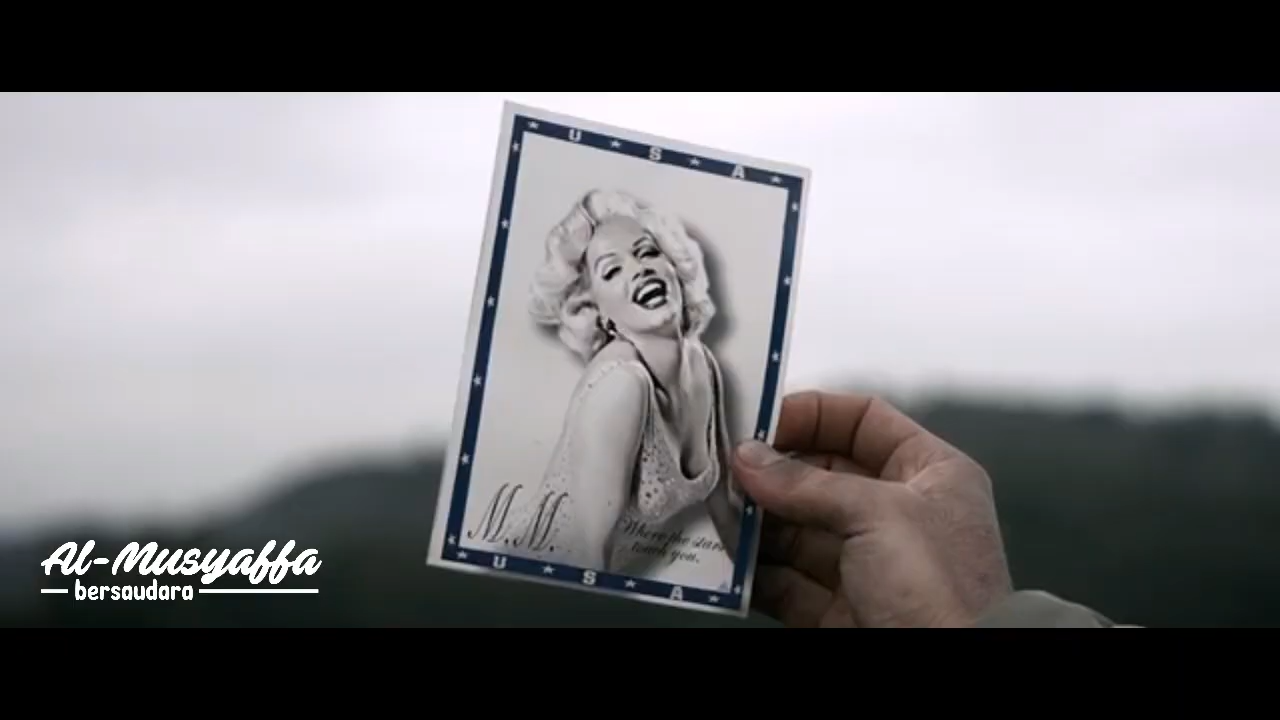 U S A
M.M.
Where the stars
touch you.
U S A
Al-Musyaffa
bersaudara